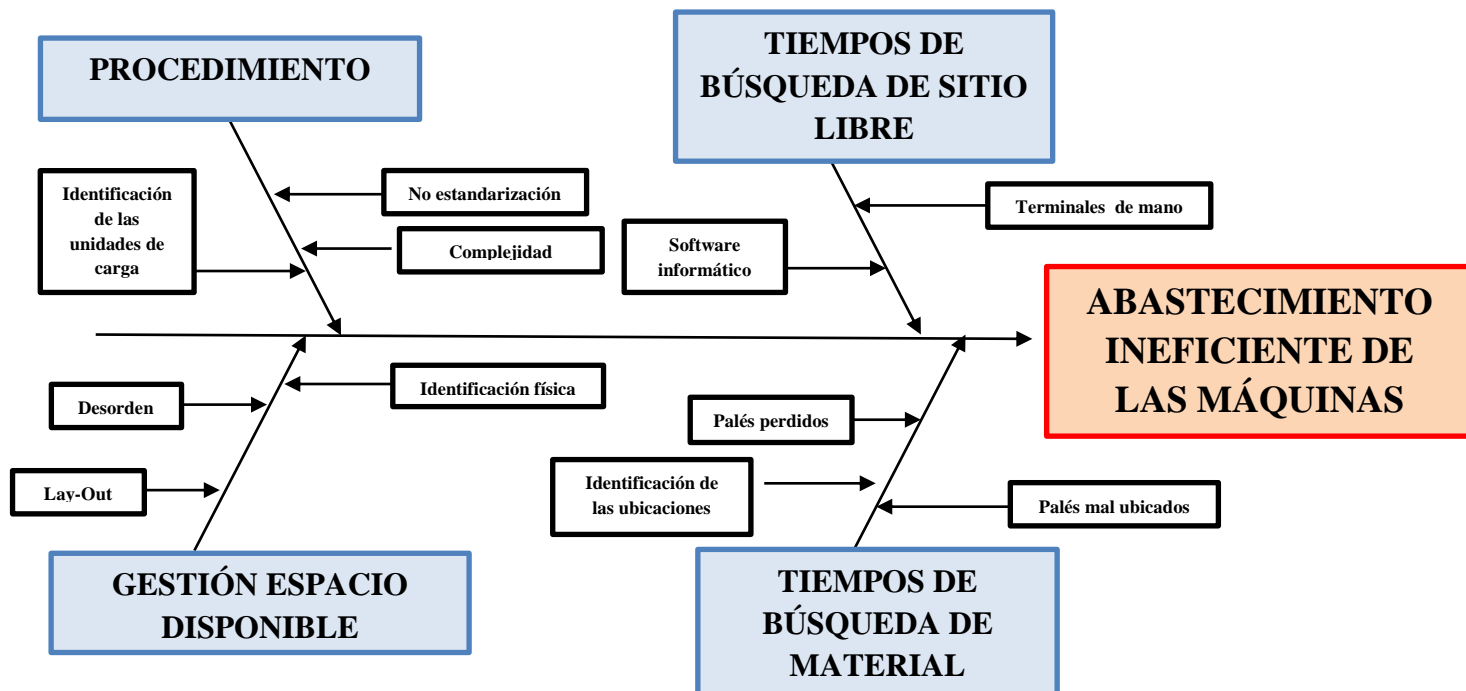 PROCEDIMIENTO
TIEMPOS DE
BÚSQUEDA DE SITIO
LIBRE
Identificación
de las
unidades de
carga
No estandarización
Complejidad
Terminales de mano
Software
informático
ABASTECIMIENTO
INEFICIENTE DE
LAS MÁQUINAS
Desorden
Identificación física
Lay-Out
Palés perdidos
Identificación de
las ubicaciones
Palés mal ubicados
GESTIÓN ESPACIO
DISPONIBLE
TIEMPOS DE
BÚSQUEDA DE
MATERIAL